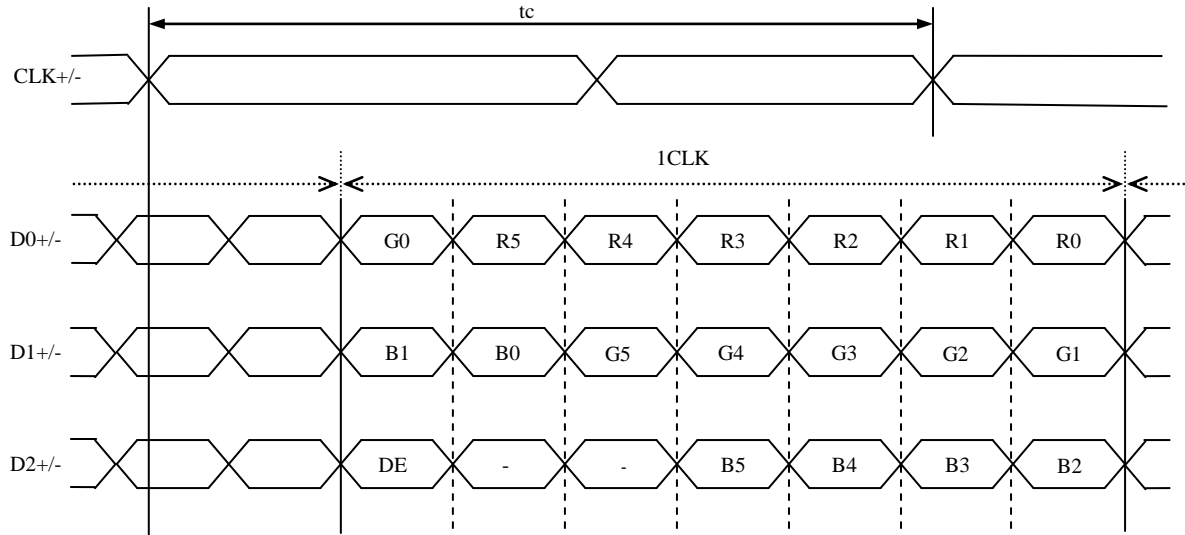 tc
CLK+/-
1CLK
D0+/- G0 R5 R4 R3 R2 R1 R0
D1+/- B1 B0 G5 G4 G3 G2 G1
D2+/- DE - - B5 B4 B3 B2